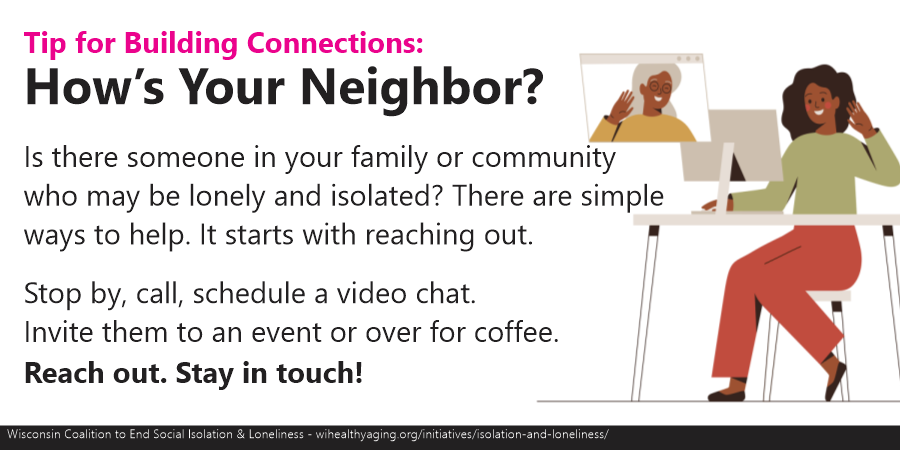 Tip for Building Connections:
How’s Your Neighbor?
Is there someone in your family or community
who may be lonely and isolated? There are simple
ways to help. It starts with reaching out.
Stop by, call, schedule a video chat.
Invite them to an event or over for coffee.
Reach out. Stay in touch!
Wisconsin Coalition to End Social Isolation & Loneliness - wihealthyaging.org/initiatives/isolation-and-loneliness/